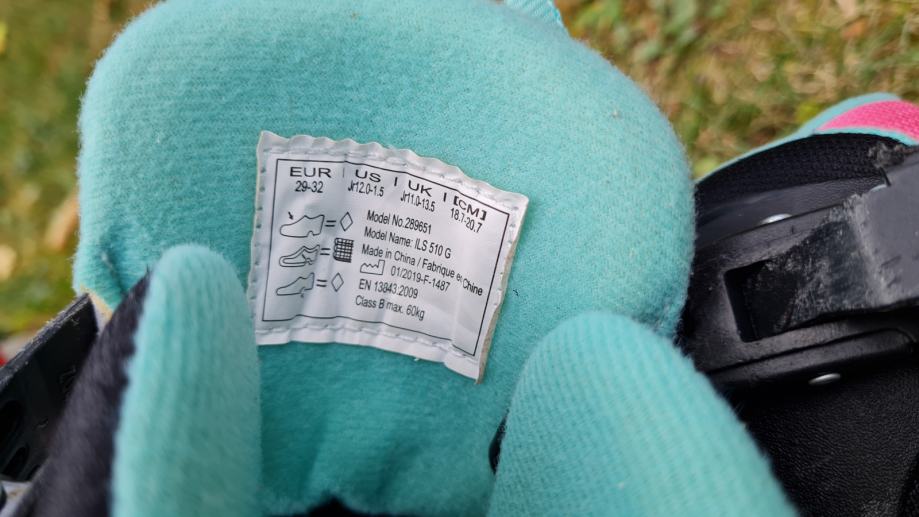 EUR | US | UK | [CM]
29-32 Jr12.0-1.5 Jr11.0-13.5 18.7-20.7
Model No.289651
Model Name: ILS 510 G
Made in China / Fabrique en Chine
01/2019-F-1487
EN 13843:2009
Class B max. 60kg